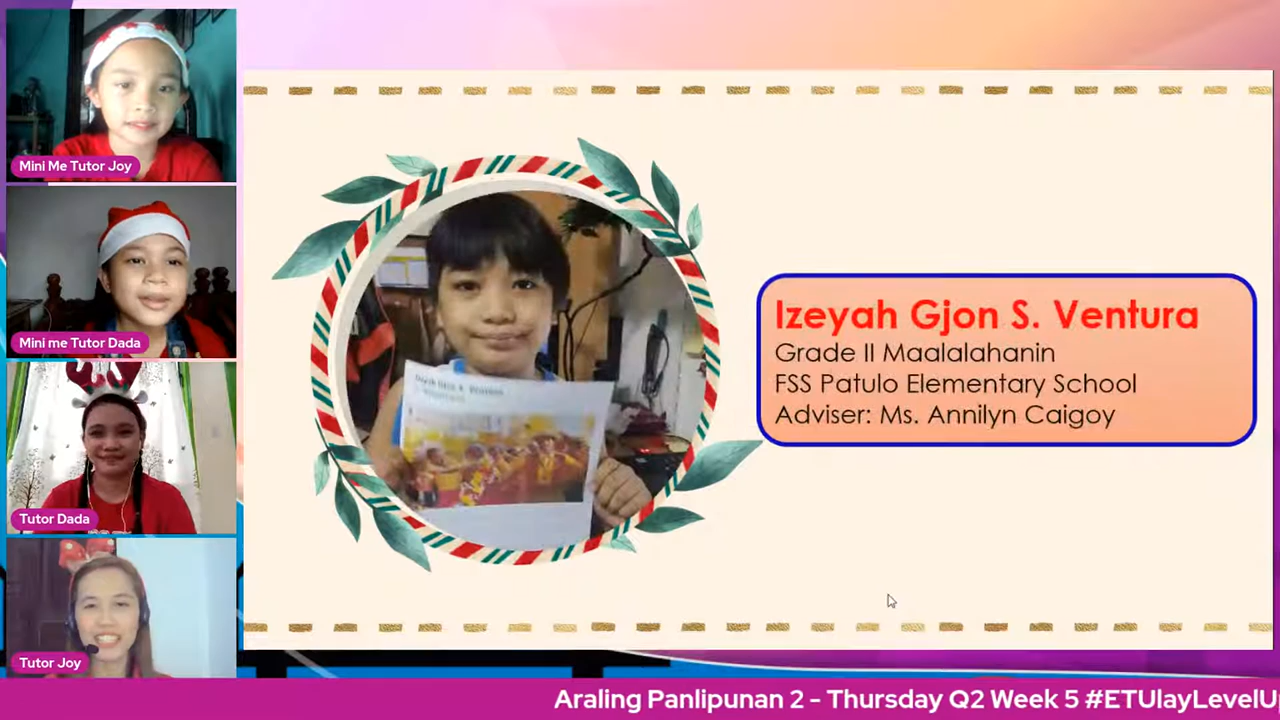 Mini Me Tutor Joy
Mini me Tutor Dada
Tutor Dada
Tutor Joy
Izeyah Gjon S. Ventura
Grade II Maalalahanin
FSS Patulo Elementary School
Adviser: Ms. Annilyn Caigoy
Araling Panlipunan 2 - Thursday Q2 Week 5 #ETUlayLevelU